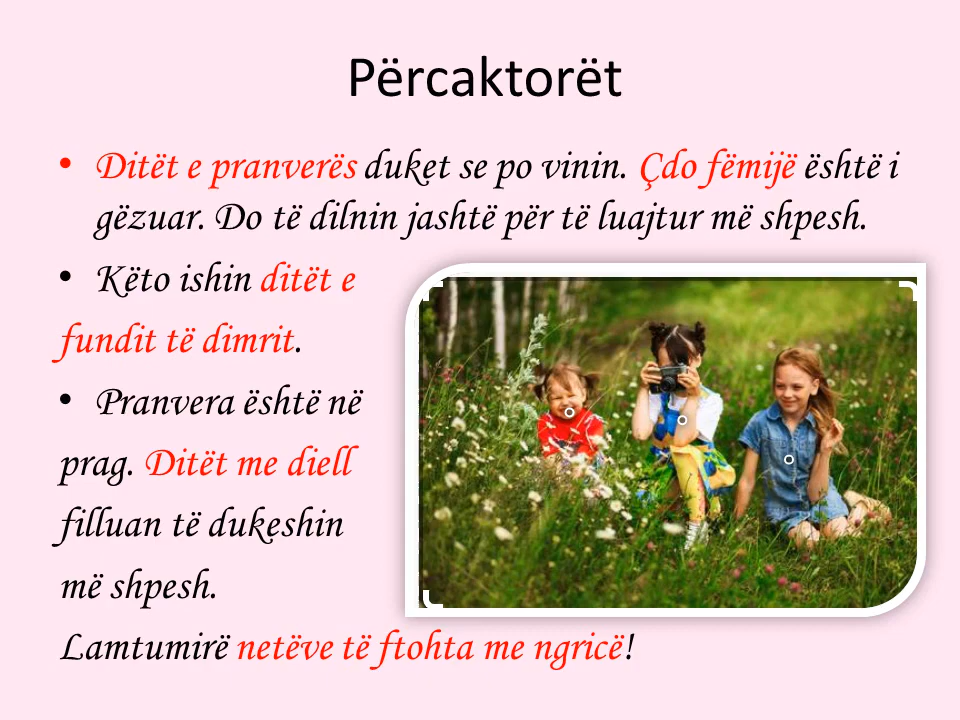 Përcaktorët
• Ditët e pranverës duket se po vinin. Çdo fëmijë është i
gëzuar. Do të dilnin jashtë për të luajtur më shpesh.
• Këto ishin ditët e
fundit të dimrit.
• Pranvera është në
prag. Ditët me diell
filluan të dukeshin
më shpesh.
Lamtumirë netëve të ftohta me ngricë!